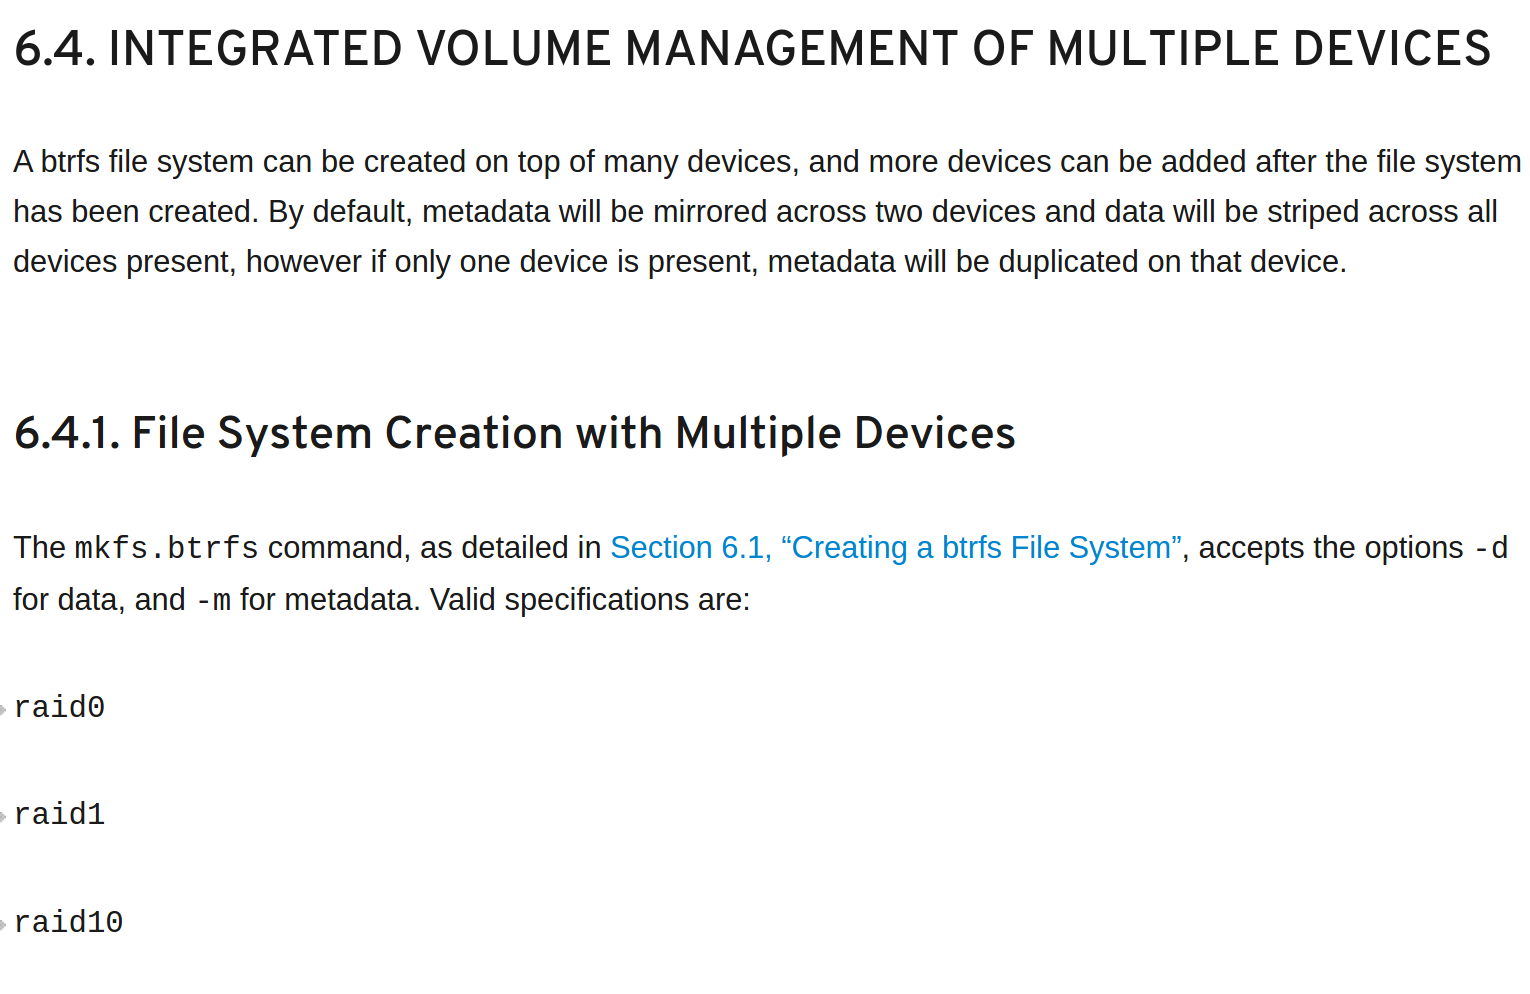 6.4. INTEGRATED VOLUME MANAGEMENT OF MULTIPLE DEVICES
A btrfs file system can be created on top of many devices, and more devices can be added after the file system
has been created. By default, metadata will be mirrored across two devices and data will be striped across all
devices present, however if only one device is present, metadata will be duplicated on that device.
6.4.1. File System Creation with Multiple Devices
The mkfs.btrfs command, as detailed in Section 6.1, “Creating a btrfs File System”, accepts the options -d
for data, and -m for metadata. Valid specifications are:
raid0
raid1
raid10